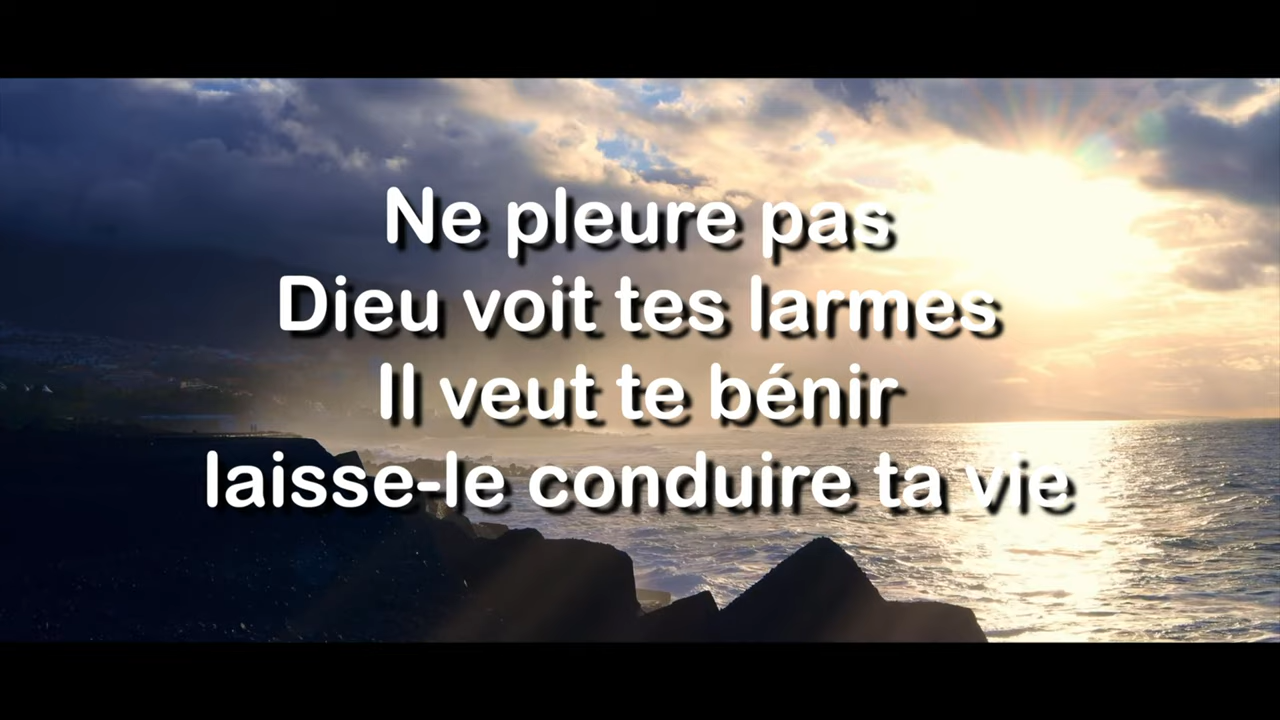 Ne pleure pas
Dieu voit tes larmes
Il veut te bénir
laisse-le conduire ta vie